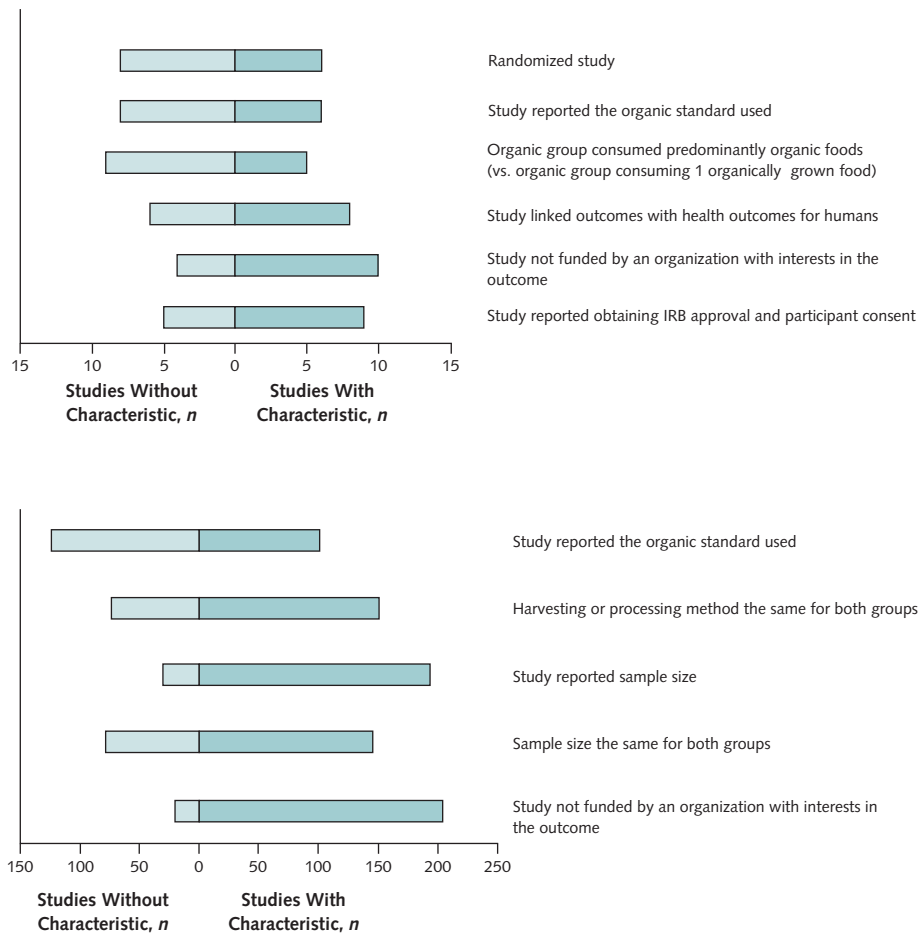 Randomized study
Study reported the organic standard used
Organic group consumed predominantly organic foods
(vs. organic group consuming 1 organically grown food)
Study linked outcomes with health outcomes for humans
Study not funded by an organization with interests in the
outcome
Study reported obtaining IRB approval and participant consent
15 10 5 0 5 10 15
Studies Without
Characteristic, n
Studies With
Characteristic, n
Study reported the organic standard used
Harvesting or processing method the same for both groups
Study reported sample size
Sample size the same for both groups
Study not funded by an organization with interests in
the outcome
150 100 50 0 50 100 150 200 250
Studies Without
Characteristic, n
Studies With
Characteristic, n